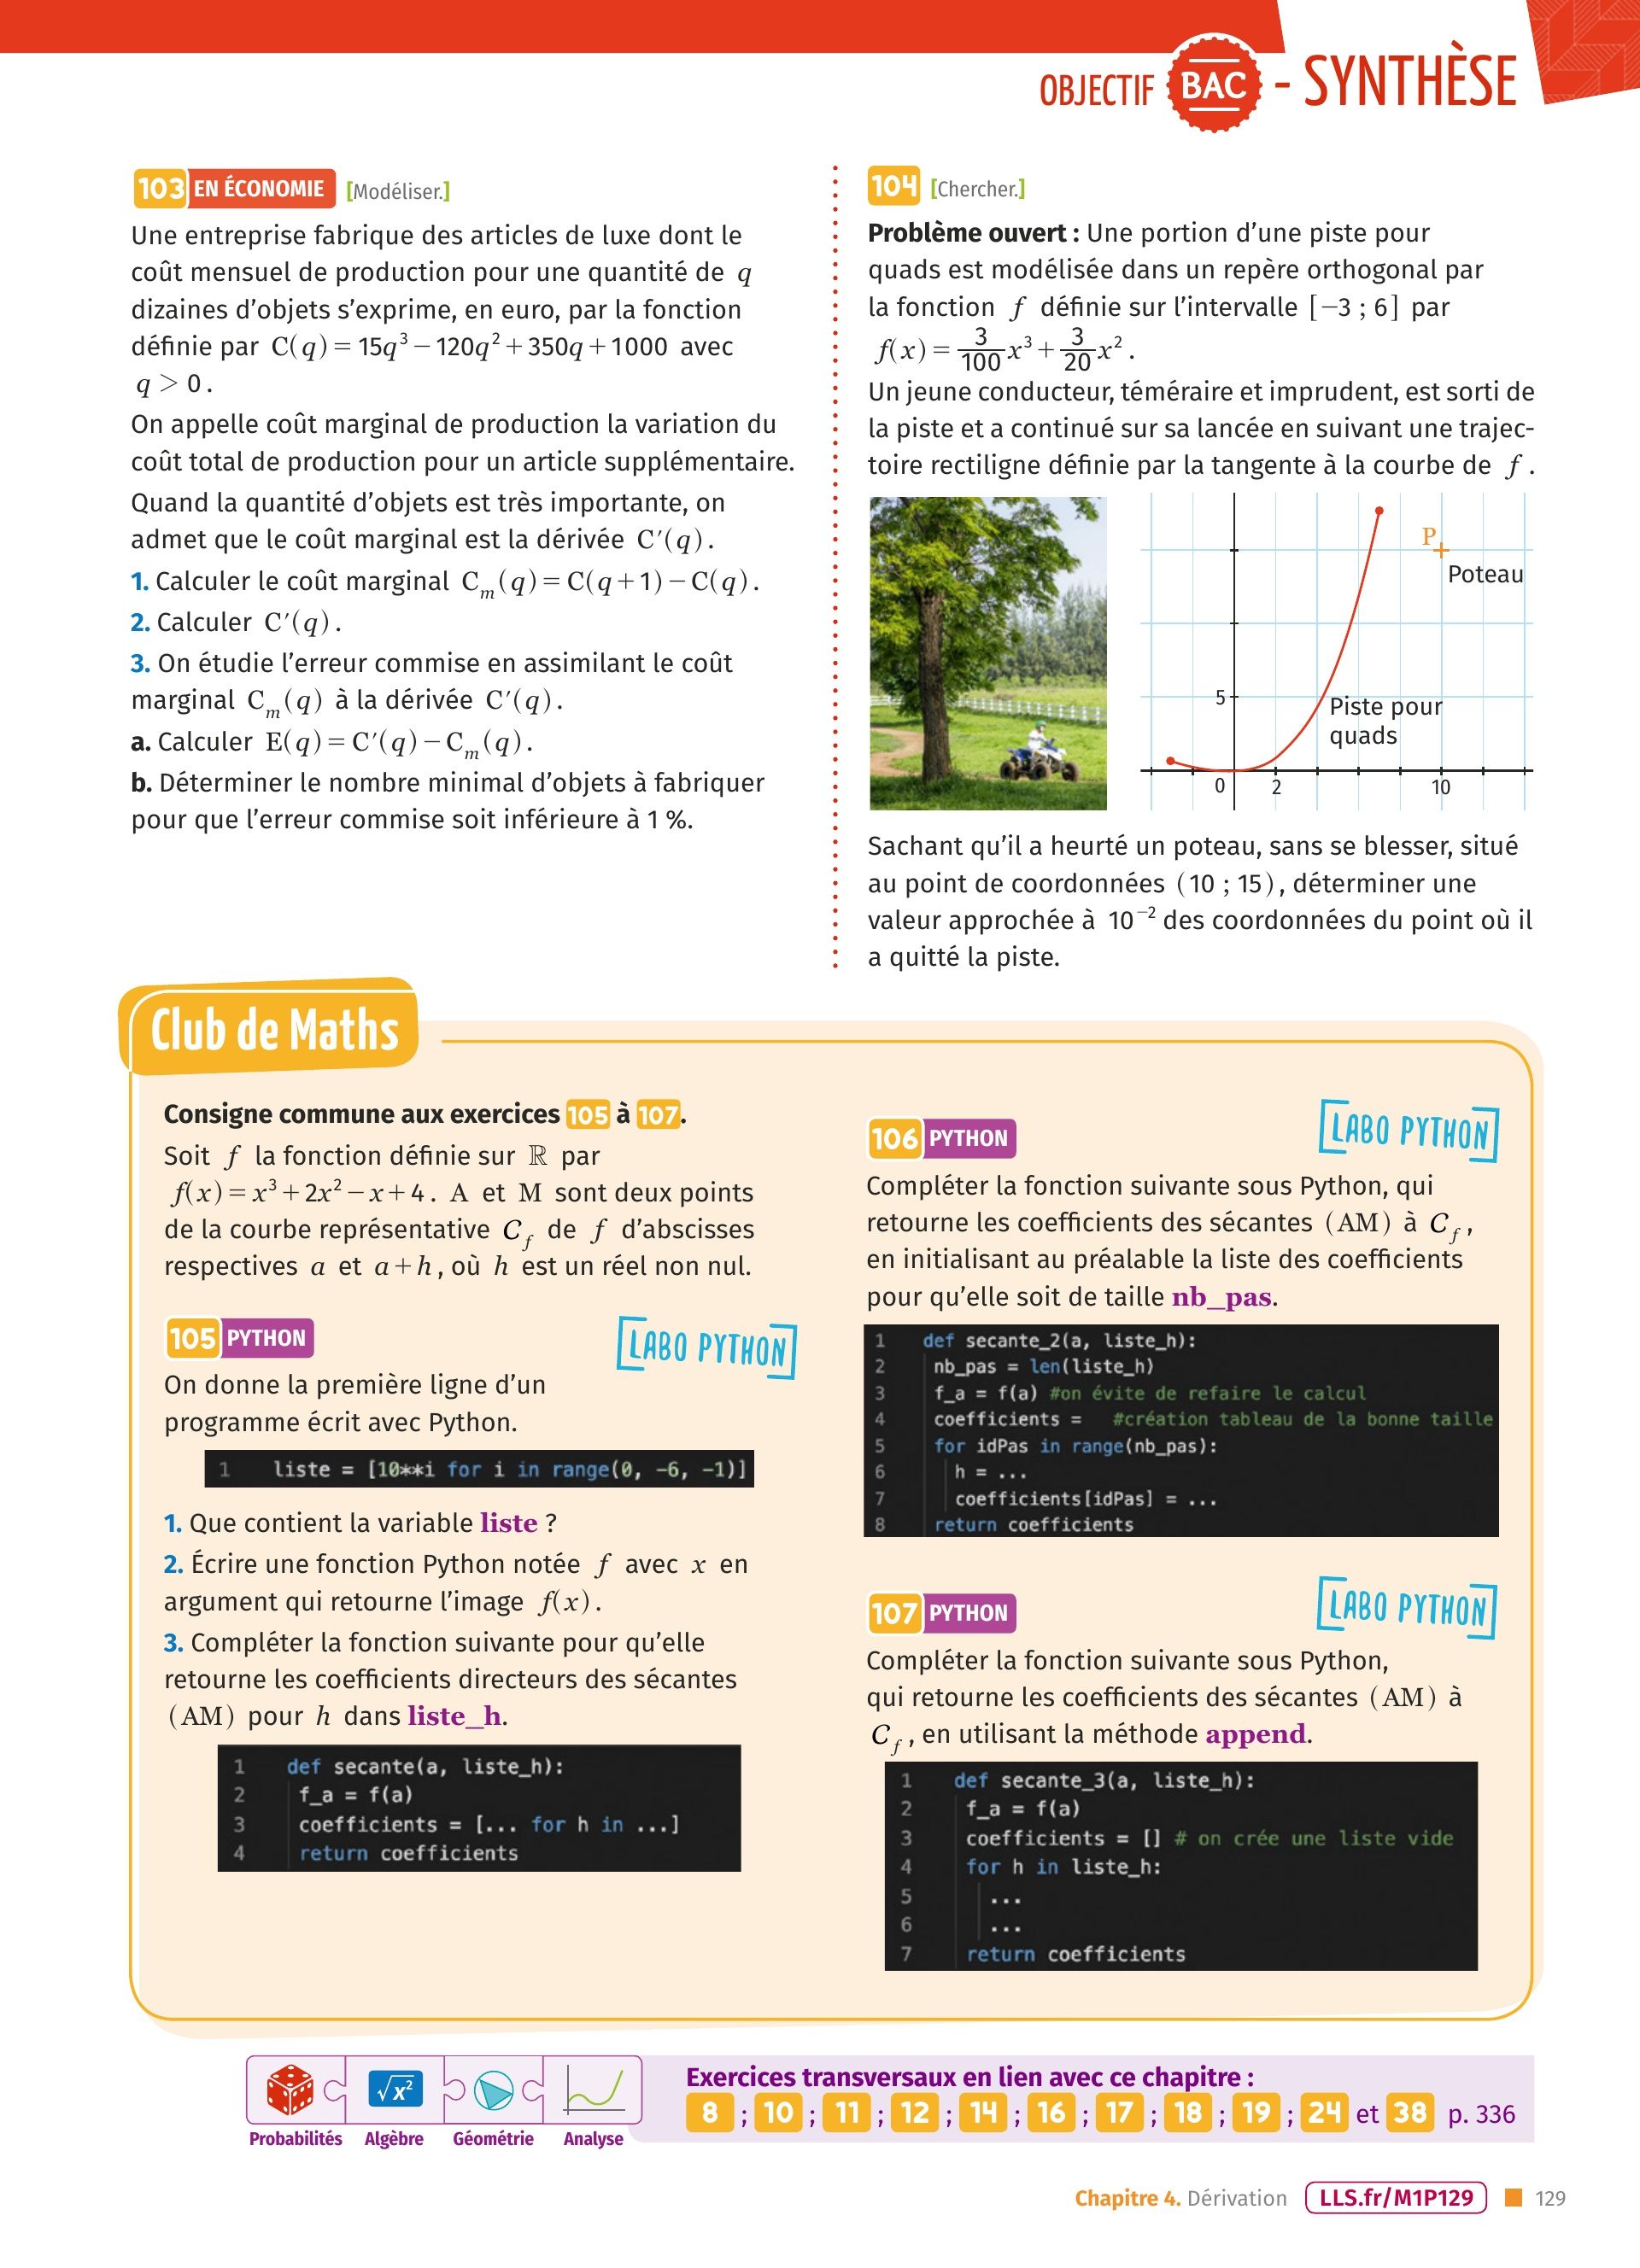 OBJECTIF BAC - SYNTHÈSE
103 EN ÉCONOMIE [Modéliser.]
Une entreprise fabrique des articles de luxe dont le
coût mensuel de production pour une quantité de q
dizaines d’objets s’exprime, en euro, par la fonction
définie par C(q) = 15q³ − 120q² + 350q + 1000 avec
q > 0.
On appelle coût marginal de production la variation du
coût total de production pour un article supplémentaire.
Quand la quantité d’objets est très importante, on
admet que le coût marginal est la dérivée C′(q).
1. Calculer le coût marginal Cₘ(q) = C(q + 1) − C(q).
2. Calculer C′(q).
3. On étudie l’erreur commise en assimilant le coût
marginal Cₘ(q) à la dérivée C′(q).
a. Calculer E(q) = C′(q) − Cₘ(q).
b. Déterminer le nombre minimal d’objets à fabriquer
pour que l’erreur commise soit inférieure à 1 %.
104 [Chercher.]
Problème ouvert : Une portion d’une piste pour
quads est modélisée dans un repère orthogonal par
la fonction f définie sur l’intervalle [−3 ; 6] par
f(x) = 3/100 x³ + 3/20 x².
Un jeune conducteur, téméraire et imprudent, est sorti de
la piste et a continué sur sa lancée en suivant une trajec-
toire rectiligne définie par la tangente à la courbe de f.
P
Poteau
5
Piste pour
quads
0 2 10
Sachant qu’il a heurté un poteau, sans se blesser, situé
au point de coordonnées (10 ; 15), déterminer une
valeur approchée à 10⁻² des coordonnées du point où il
a quitté la piste.
Club de Maths
Consigne commune aux exercices 105 à 107.
Soit f la fonction définie sur ℝ par
f(x) = x³ + 2x² − x + 4. A et M sont deux points
de la courbe représentative 𝒞f de f d’abscisses
respectives a et a + h, où h est un réel non nul.
105 PYTHON
LABO PYTHON
On donne la première ligne d’un
programme écrit avec Python.
1 liste = [10**i for i in range(0, -6, -1)]
1. Que contient la variable liste ?
2. Écrire une fonction Python notée f avec x en
argument qui retourne l’image f(x).
3. Compléter la fonction suivante pour qu’elle
retourne les coefficients directeurs des sécantes
(AM) pour h dans liste_h.
1 def secante(a, liste_h):
2 f_a = f(a)
3 coefficients = [... for h in ...]
4 return coefficients
106 PYTHON
LABO PYTHON
Compléter la fonction suivante sous Python, qui
retourne les coefficients des sécantes (AM) à 𝒞f,
en initialisant au préalable la liste des coefficients
pour qu’elle soit de taille nb_pas.
1 def secante_2(a, liste_h):
2 nb_pas = len(liste_h)
3 f_a = f(a) #on évite de refaire le calcul
4 coefficients = #création tableau de la bonne taille
5 for idPas in range(nb_pas):
6 h = ...
7 coefficients[idPas] = ...
8 return coefficients
107 PYTHON
LABO PYTHON
Compléter la fonction suivante sous Python,
qui retourne les coefficients des sécantes (AM) à
𝒞f, en utilisant la méthode append.
1 def secante_3(a, liste_h):
2 f_a = f(a)
3 coefficients = [] # on crée une liste vide
4 for h in liste_h:
5 ...
6 ...
7 return coefficients
√x²
Probabilités Algèbre Géométrie Analyse
Exercices transversaux en lien avec ce chapitre :
8 ; 10 ; 11 ; 12 ; 14 ; 16 ; 17 ; 18 ; 19 ; 24 et 38 p. 336
Chapitre 4. Dérivation LLS.fr/M1P129 129